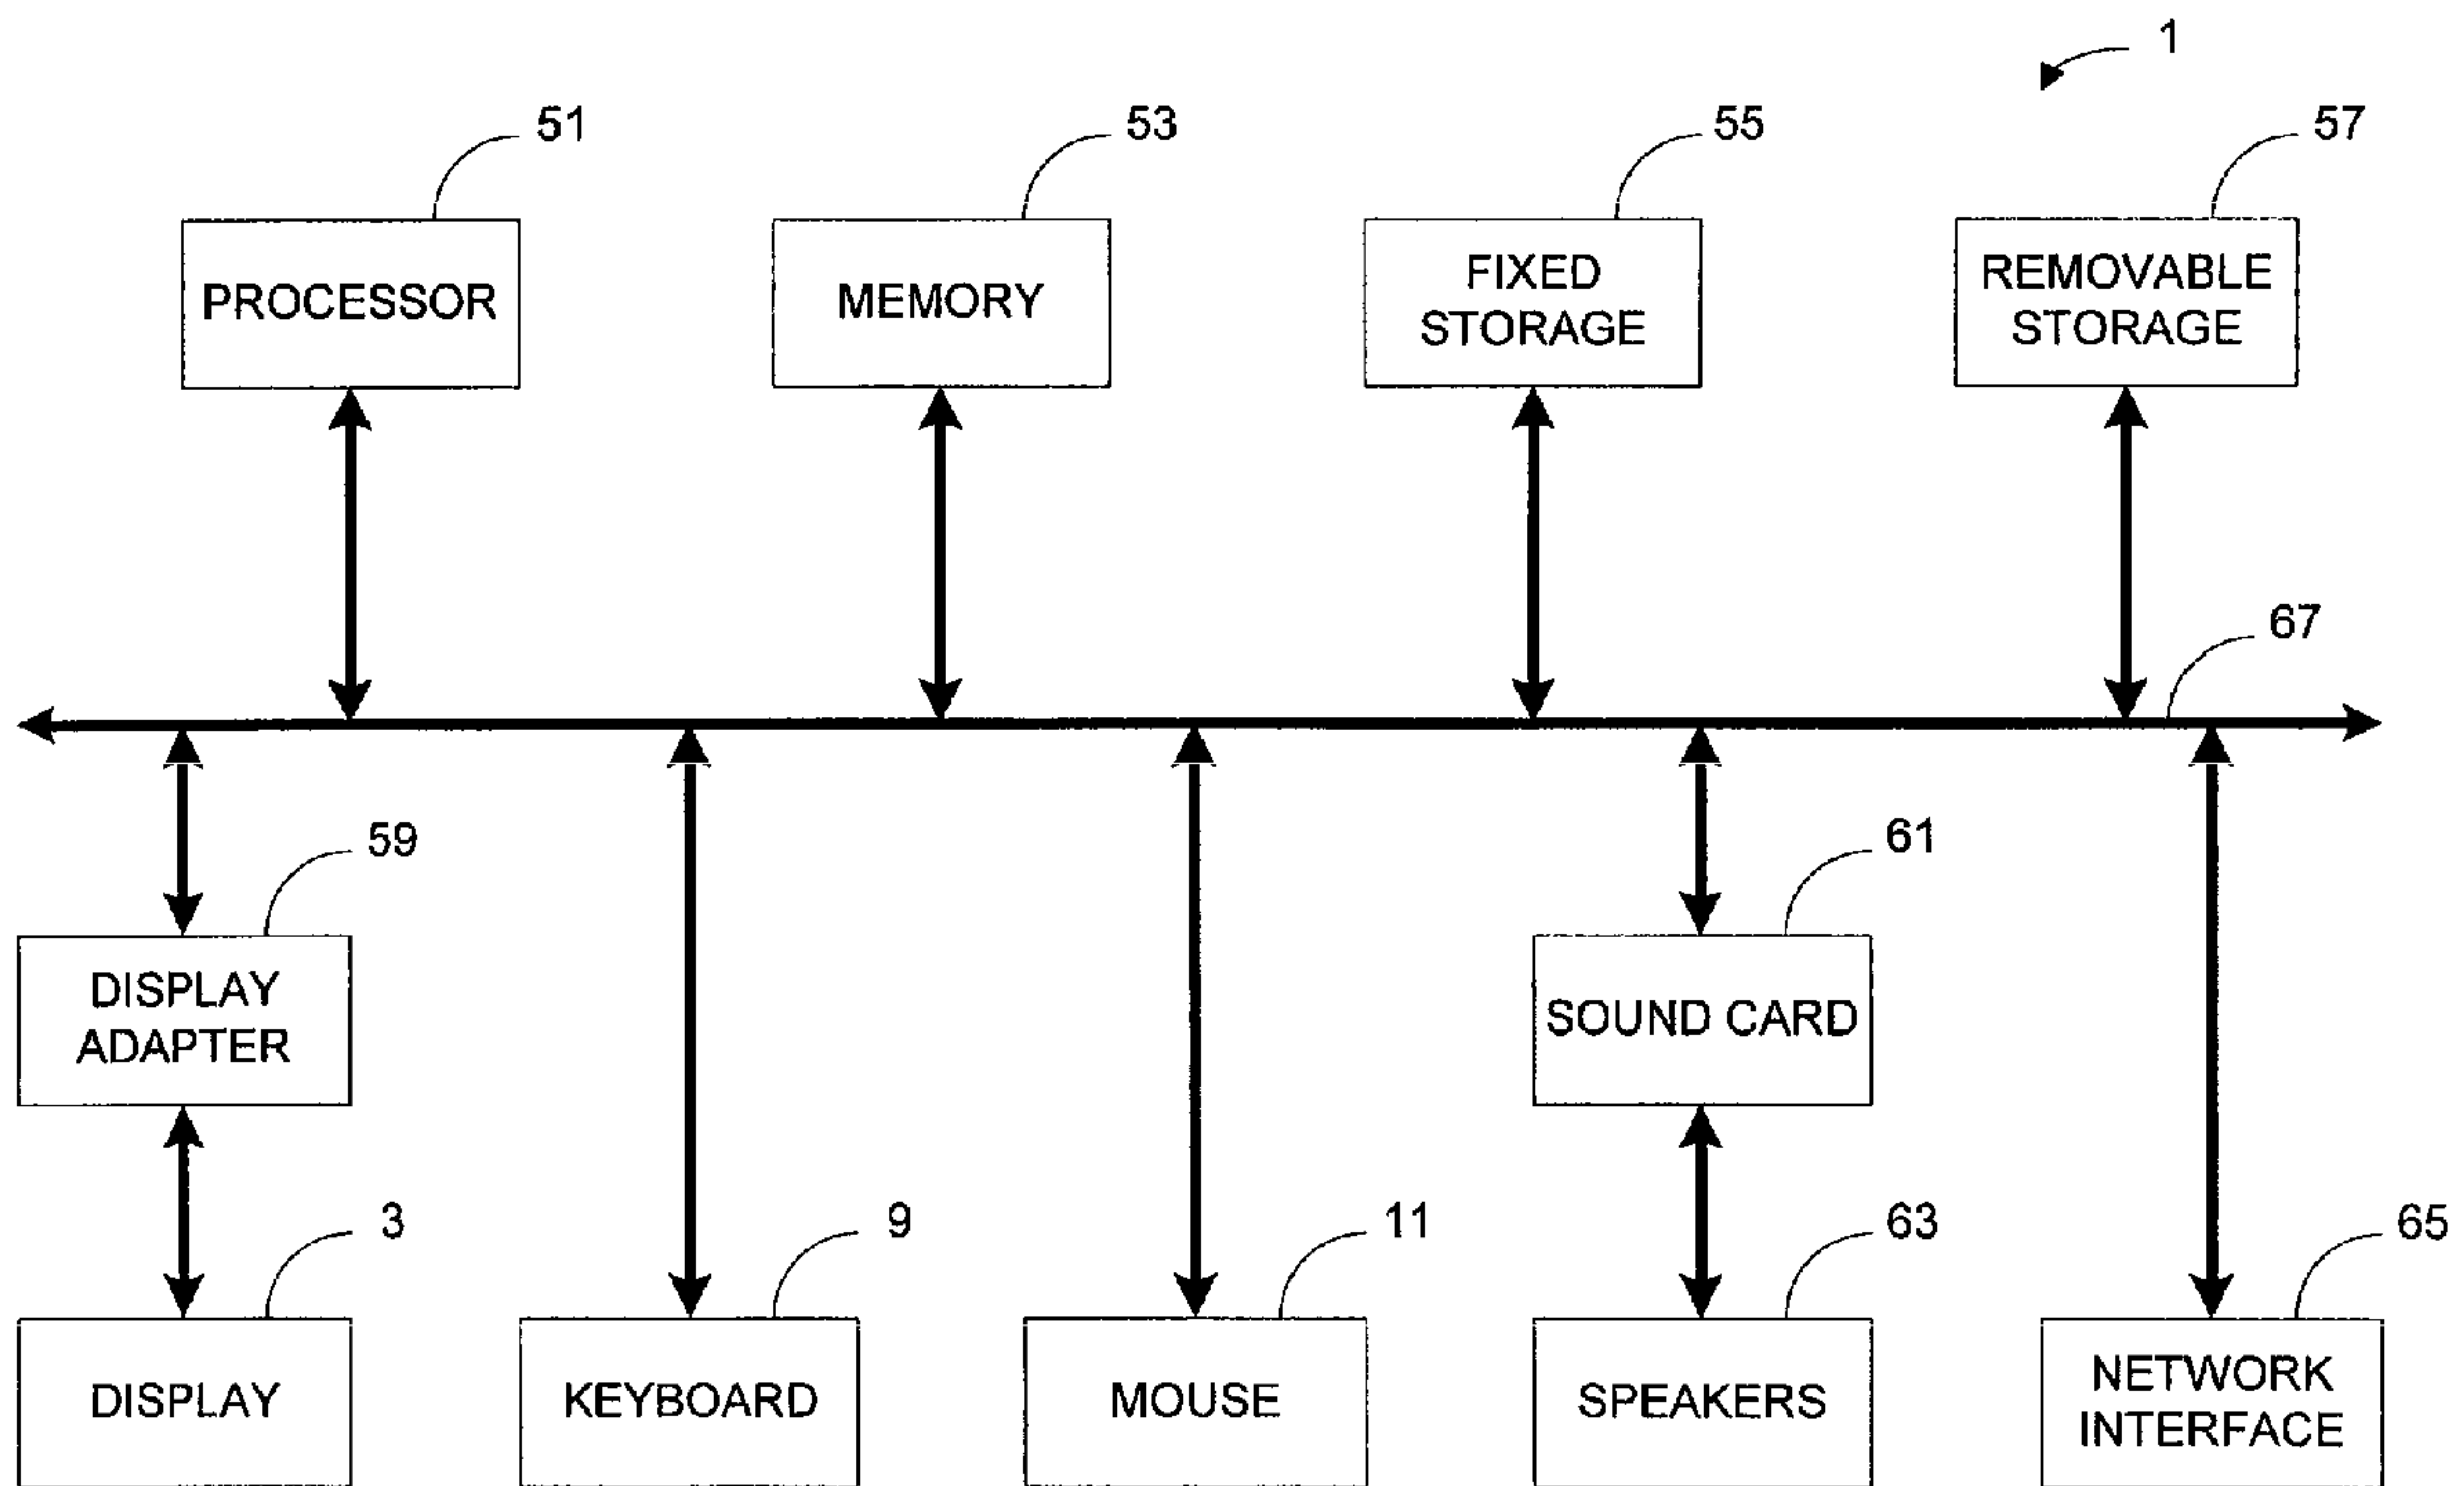 1
51
53
55
57
PROCESSOR
MEMORY
FIXED
STORAGE
REMOVABLE
STORAGE
67
59
61
DISPLAY
ADAPTER
SOUND CARD
3
9
11
63
65
DISPLAY
KEYBOARD
MOUSE
SPEAKERS
NETWORK
INTERFACE